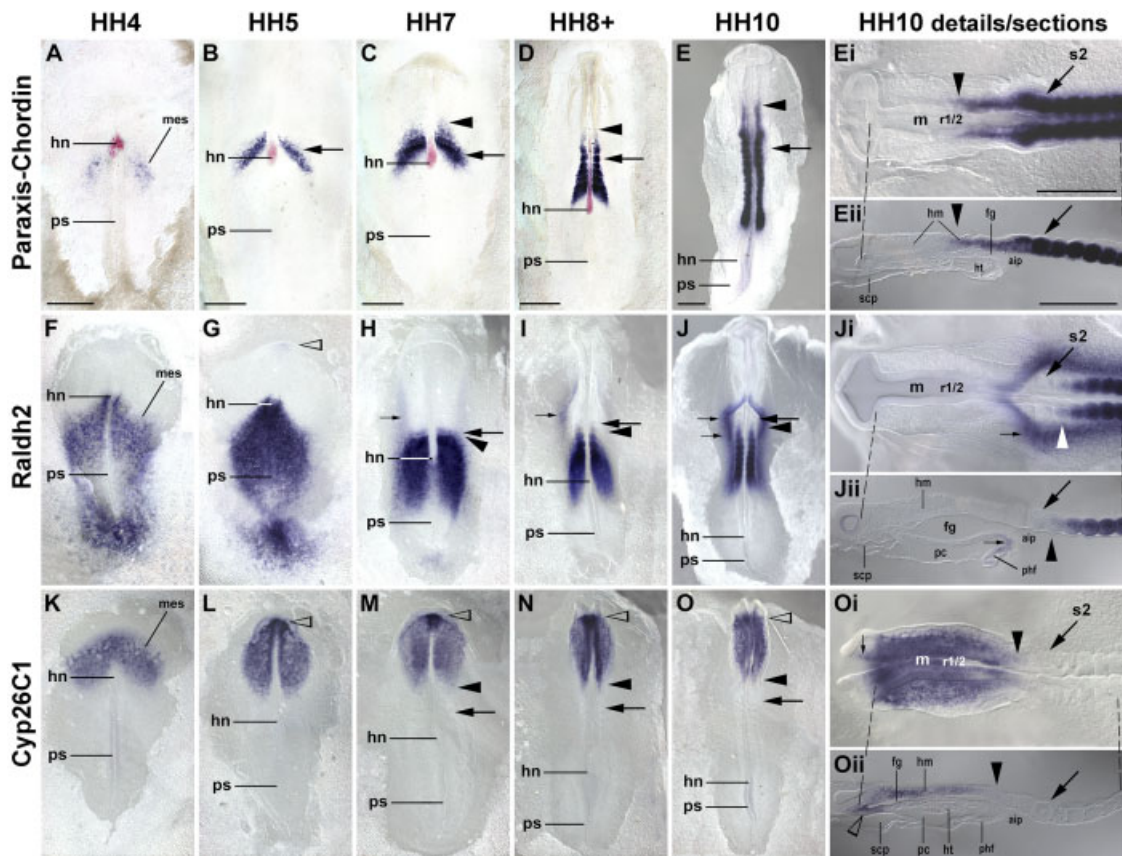 HH4 HH5 HH7 HH8+ HH10 HH10 details/sections
Paraxis-Chordin
A hn mes ps
B hn ps
C hn ps
D hn ps
E hn ps
Ei s2 m r1/2
Eii hm fg aip ht scp
Raldh2
F mes hn ps
G hn ps
H hn ps
I hn ps
J hn ps
Ji s2 m r1/2
Jii hm fg aip pc scp phf
Cyp26C1
K mes hn ps
L hn ps
M hn ps
N hn ps
O hn ps
Oi s2 m r1/2
Oii fg hm aip scp pc ht phf